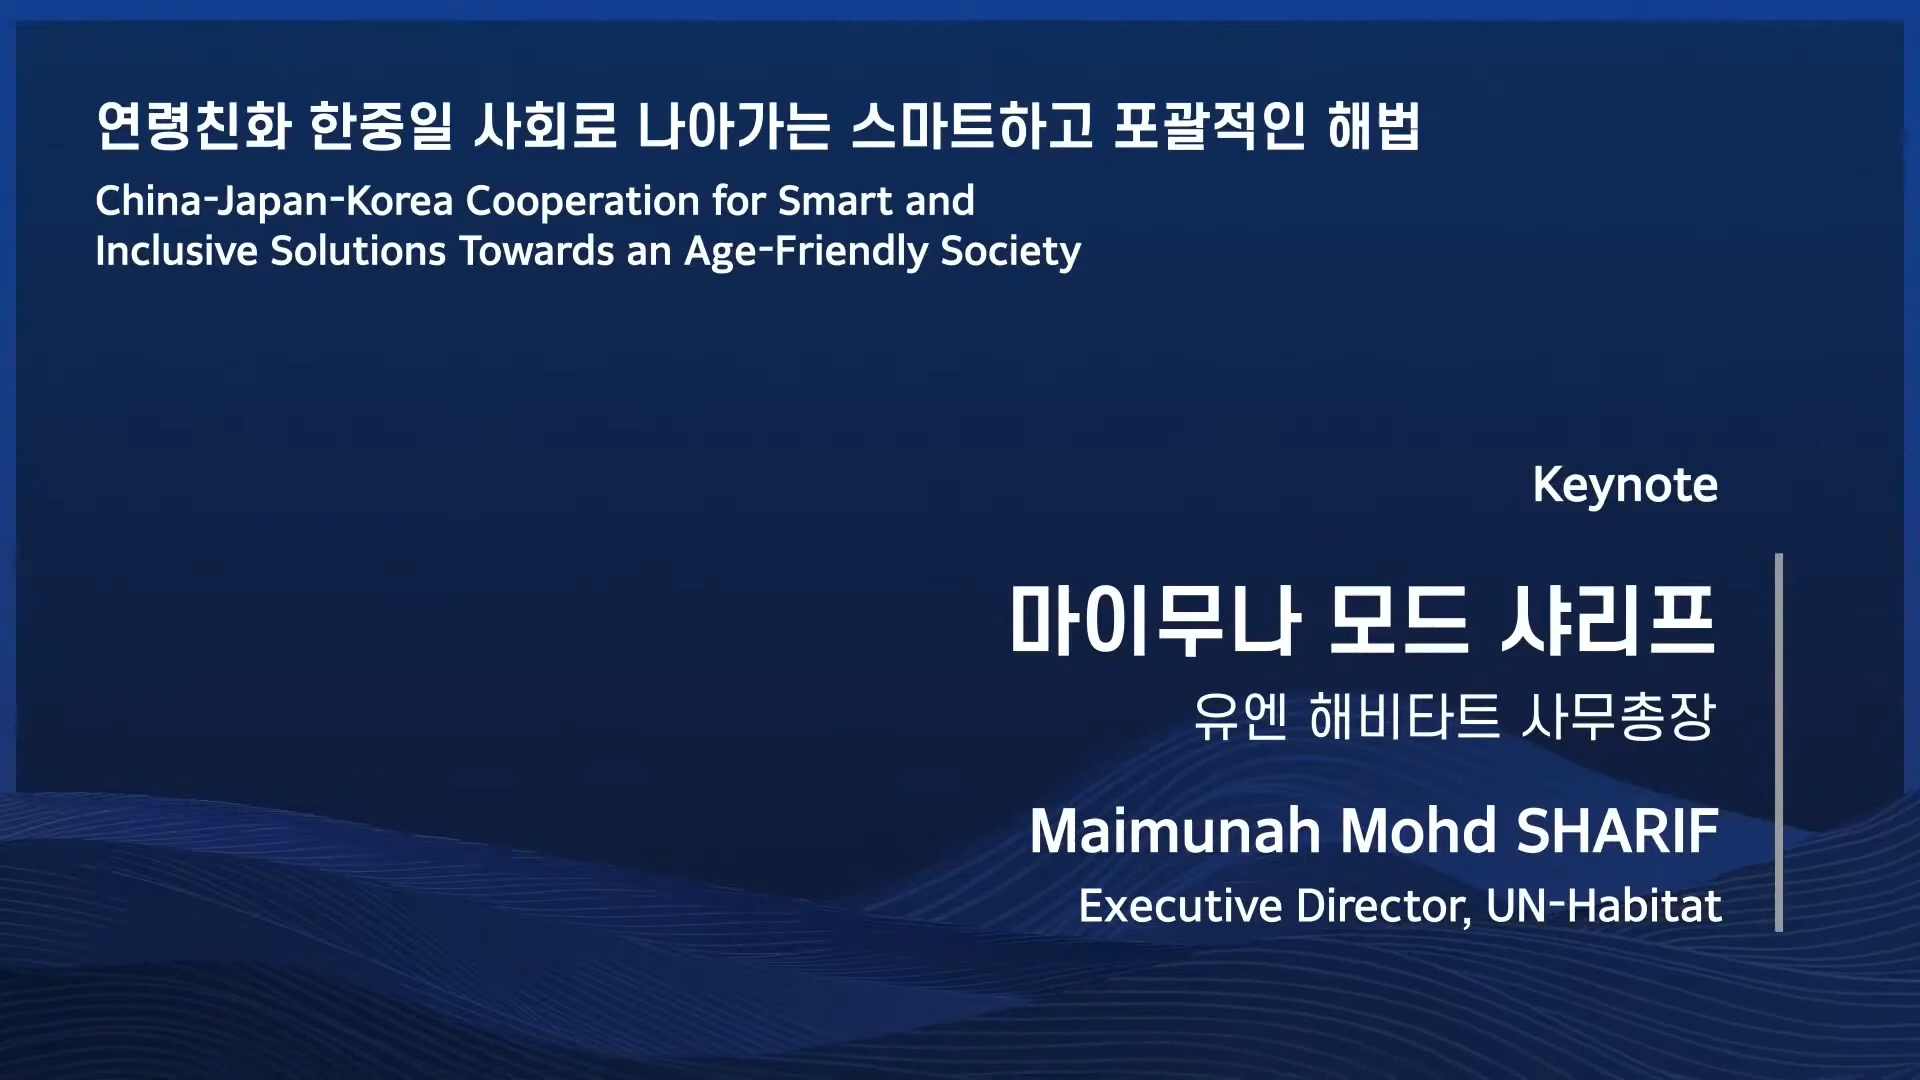 연령친화 한중일 사회로 나아가는 스마트하고 포괄적인 해법
China-Japan-Korea Cooperation for Smart and
Inclusive Solutions Towards an Age-Friendly Society
Keynote
마이무나 모드 샤리프
유엔 해비타트 사무총장
Maimunah Mohd SHARIF
Executive Director, UN-Habitat